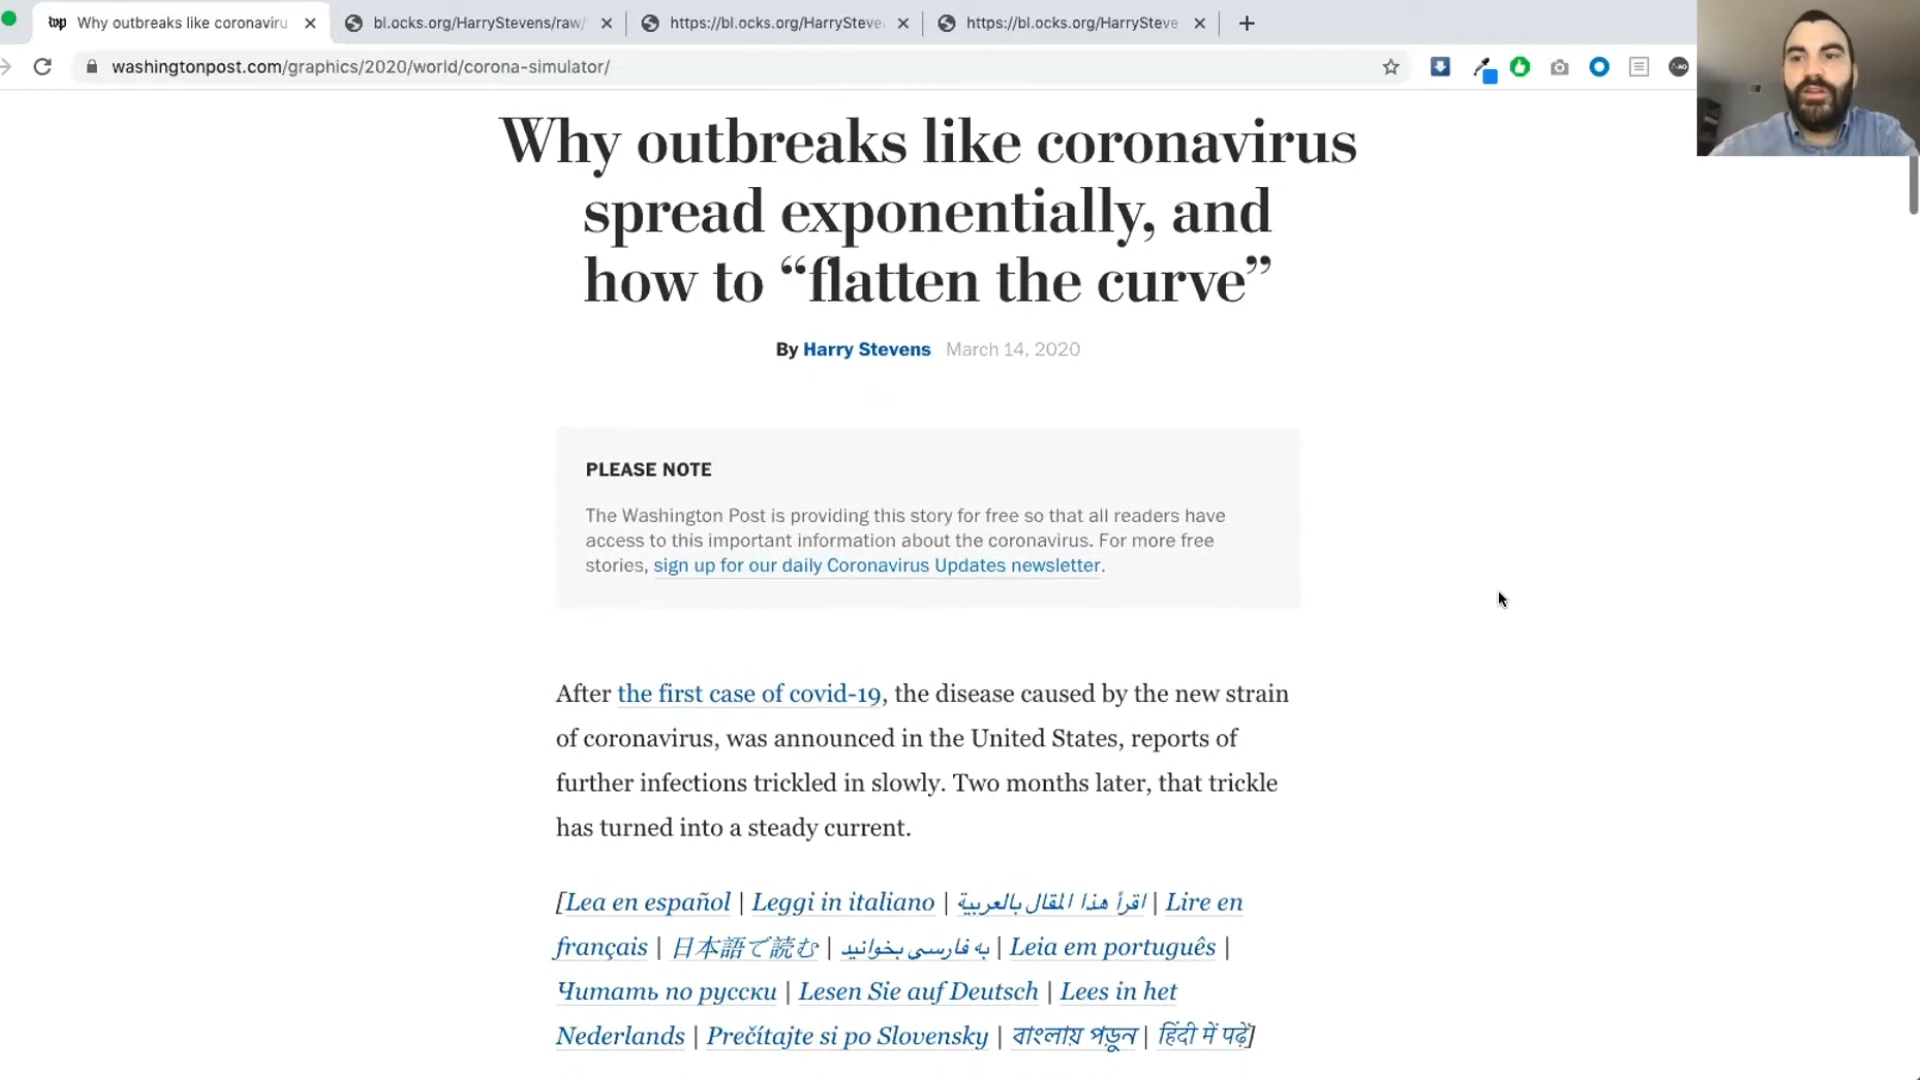 wp Why outbreaks like coronaviru
bl.ocks.org/HarryStevens/raw/
https://bl.ocks.org/HarrySteve
https://bl.ocks.org/HarrySteve
washingtonpost.com/graphics/2020/world/corona-simulator/
Why outbreaks like coronavirus
spread exponentially, and
how to “flatten the curve”
By Harry Stevens March 14, 2020
PLEASE NOTE
The Washington Post is providing this story for free so that all readers have
access to this important information about the coronavirus. For more free
stories, sign up for our daily Coronavirus Updates newsletter.
After the first case of covid-19, the disease caused by the new strain
of coronavirus, was announced in the United States, reports of
further infections trickled in slowly. Two months later, that trickle
has turned into a steady current.
[Lea en español | Leggi in italiano | اقرأ هذا المقال بالعربية | Lire en
français | 日本語で読む | به فارسی بخوانید | Leia em português |
Читать по русски | Lesen Sie auf Deutsch | Lees in het
Nederlands | Prečítajte si po Slovensky | বাংলায় পড়ুন | हिंदी में पढ़ें]